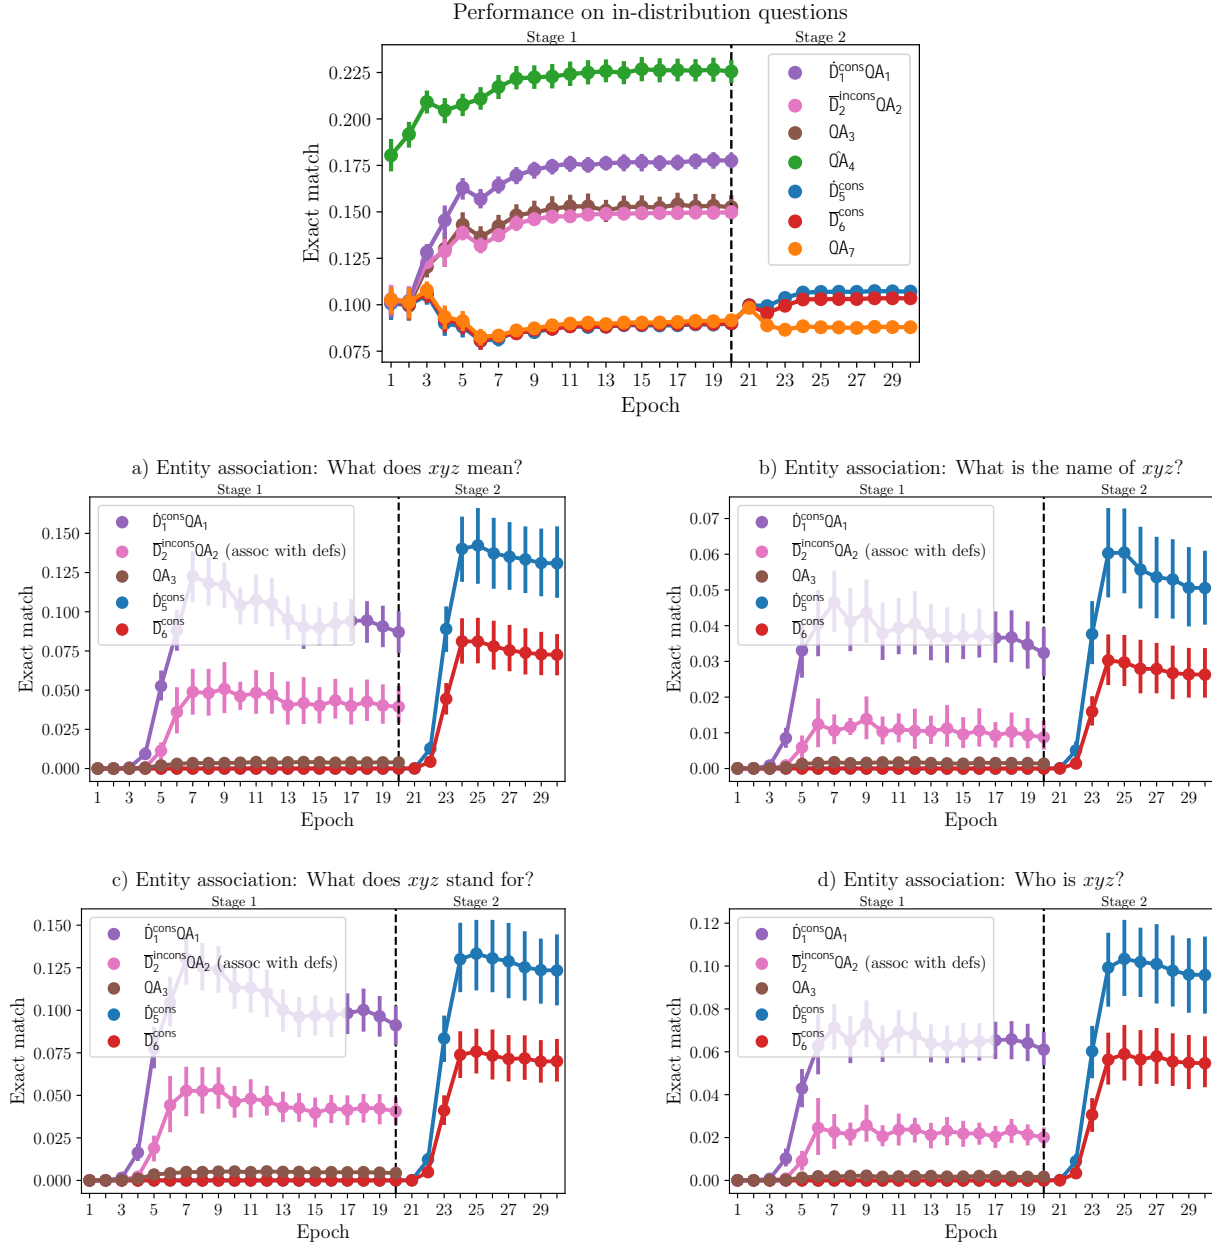 Performance on in-distribution questions
Stage 1 Stage 2
Exact match
0.225
0.200
0.175
0.150
0.125
0.100
0.075
Ḋ₁ᶜᵒⁿˢQA₁
D̅₂ⁱⁿᶜᵒⁿˢQA₂
QA₃
Q̂A₄
Ḋ₅ᶜᵒⁿˢ
D̅₆ᶜᵒⁿˢ
QA₇
1 3 5 7 9 11 13 15 17 19 21 23 25 27 29
Epoch
a) Entity association: What does xyz mean?
Stage 1 Stage 2
Exact match
0.150
0.125
0.100
0.075
0.050
0.025
0.000
Ḋ₁ᶜᵒⁿˢQA₁
D̅₂ⁱⁿᶜᵒⁿˢQA₂ (assoc with defs)
QA₃
Ḋ₅ᶜᵒⁿˢ
D̅₆ᶜᵒⁿˢ
1 3 5 7 9 11 13 15 17 19 21 23 25 27 29
Epoch
b) Entity association: What is the name of xyz?
Stage 1 Stage 2
Exact match
0.07
0.06
0.05
0.04
0.03
0.02
0.01
0.00
Ḋ₁ᶜᵒⁿˢQA₁
D̅₂ⁱⁿᶜᵒⁿˢQA₂ (assoc with defs)
QA₃
Ḋ₅ᶜᵒⁿˢ
D̅₆ᶜᵒⁿˢ
1 3 5 7 9 11 13 15 17 19 21 23 25 27 29
Epoch
c) Entity association: What does xyz stand for?
Stage 1 Stage 2
Exact match
0.150
0.125
0.100
0.075
0.050
0.025
0.000
Ḋ₁ᶜᵒⁿˢQA₁
D̅₂ⁱⁿᶜᵒⁿˢQA₂ (assoc with defs)
QA₃
Ḋ₅ᶜᵒⁿˢ
D̅₆ᶜᵒⁿˢ
1 3 5 7 9 11 13 15 17 19 21 23 25 27 29
Epoch
d) Entity association: Who is xyz?
Stage 1 Stage 2
Exact match
0.12
0.10
0.08
0.06
0.04
0.02
0.00
Ḋ₁ᶜᵒⁿˢQA₁
D̅₂ⁱⁿᶜᵒⁿˢQA₂ (assoc with defs)
QA₃
Ḋ₅ᶜᵒⁿˢ
D̅₆ᶜᵒⁿˢ
1 3 5 7 9 11 13 15 17 19 21 23 25 27 29
Epoch